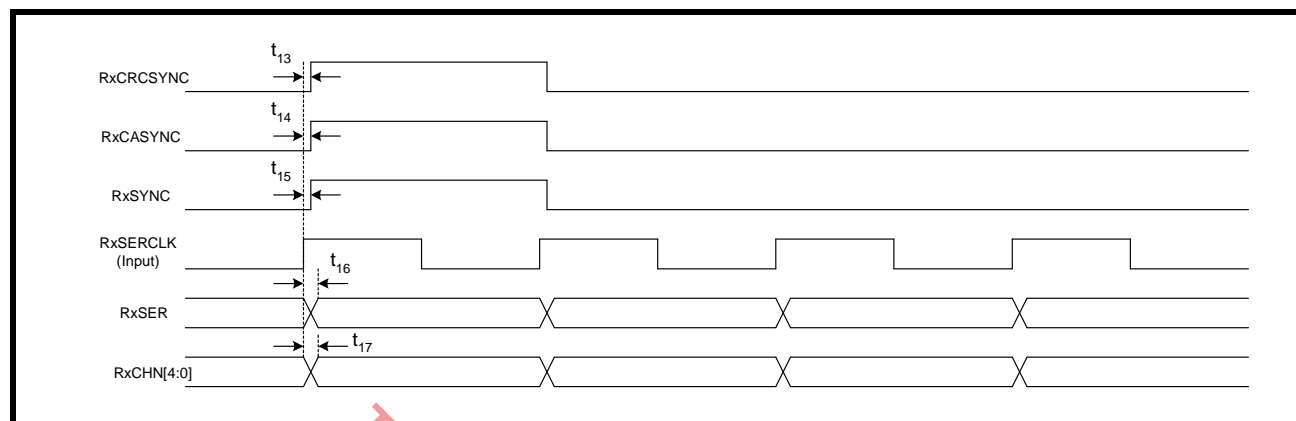 t13
RxCRCSYNC
t14
RxCASYNC
t15
RxSYNC
RxSERCLK
(Input)
t16
RxSER
t17
RxCHN[4:0]